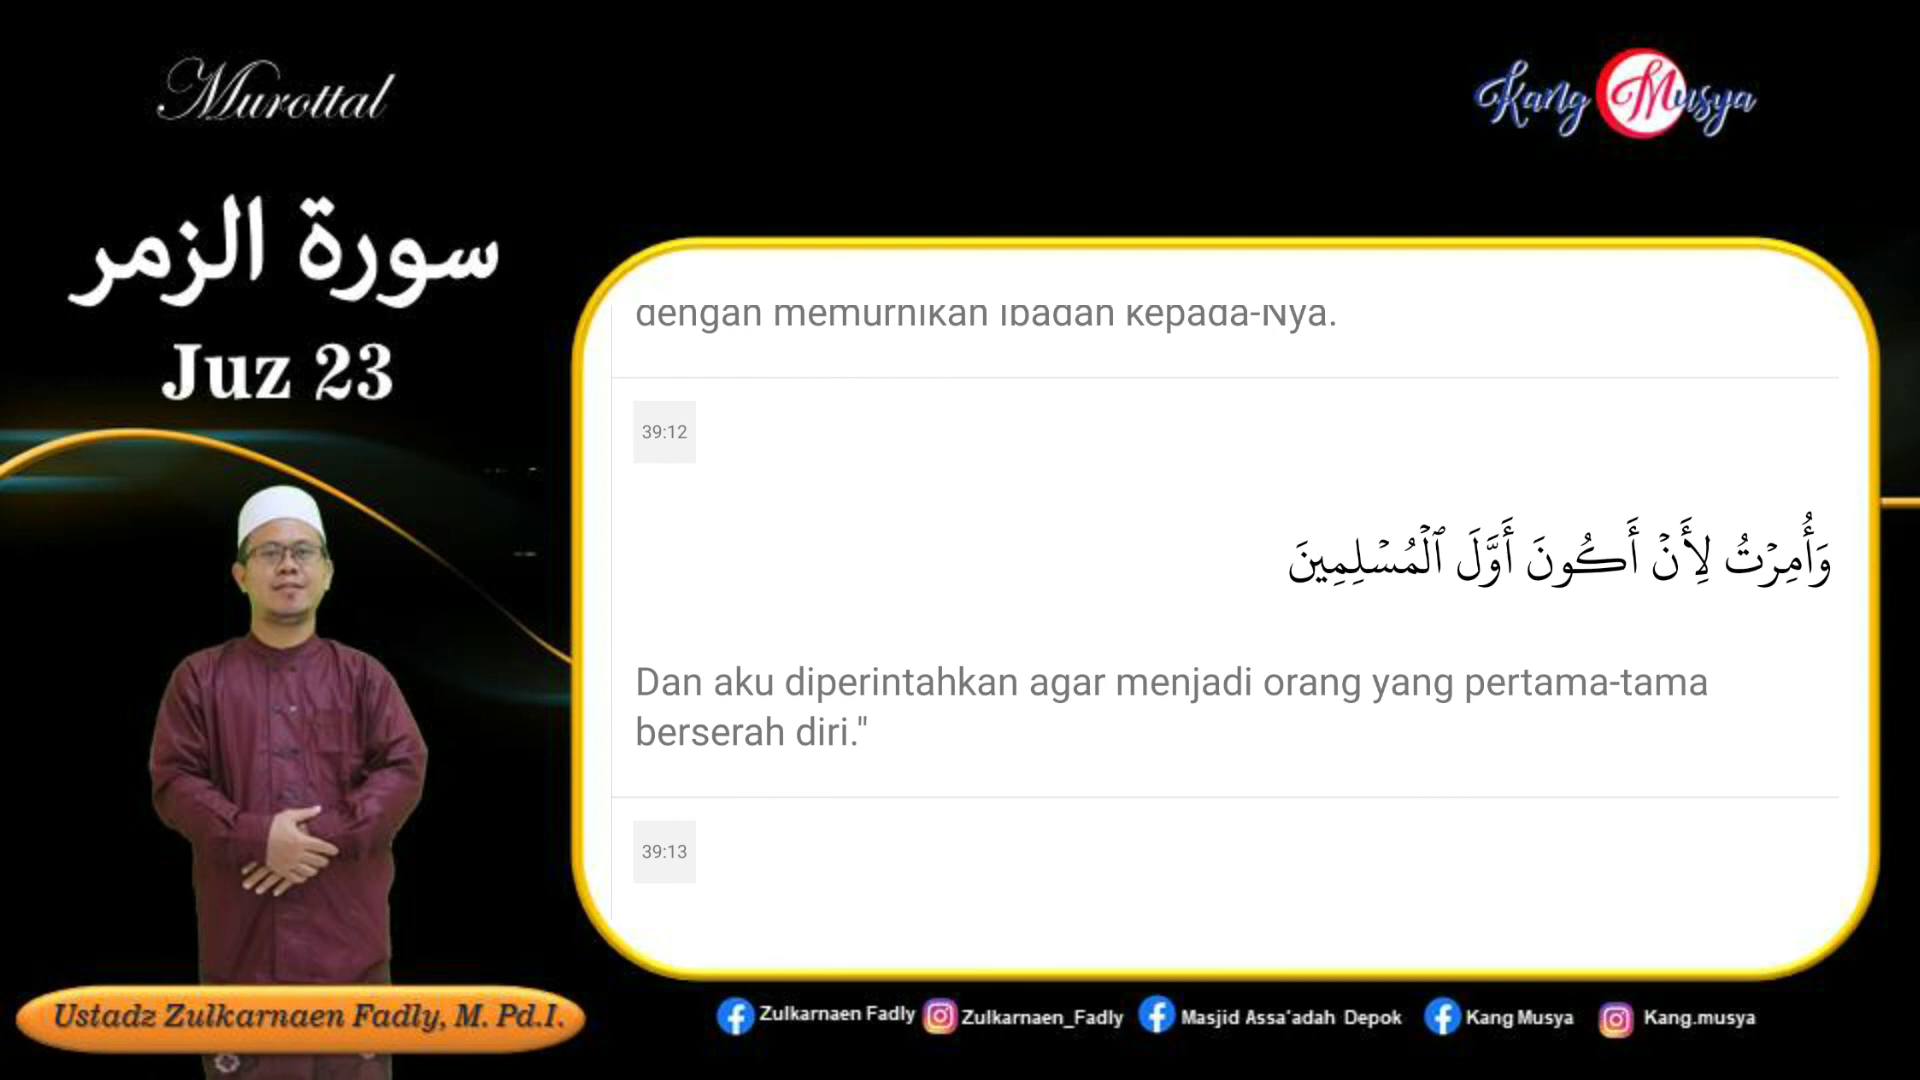 Murottal
Kang Musya
سورة الزمر
Juz 23
dengan memurnikan ibadah kepada-Nya.
39:12
وَأُمِرْتُ لِأَنْ أَكُونَ أَوَّلَ ٱلْمُسْلِمِينَ
Dan aku diperintahkan agar menjadi orang yang pertama-tama
berserah diri."
39:13
Ustadz Zulkarnaen Fadly, M. Pd.I.
Zulkarnaen Fadly Zulkarnaen_Fadly Masjid Assa'adah Depok Kang Musya Kang.musya